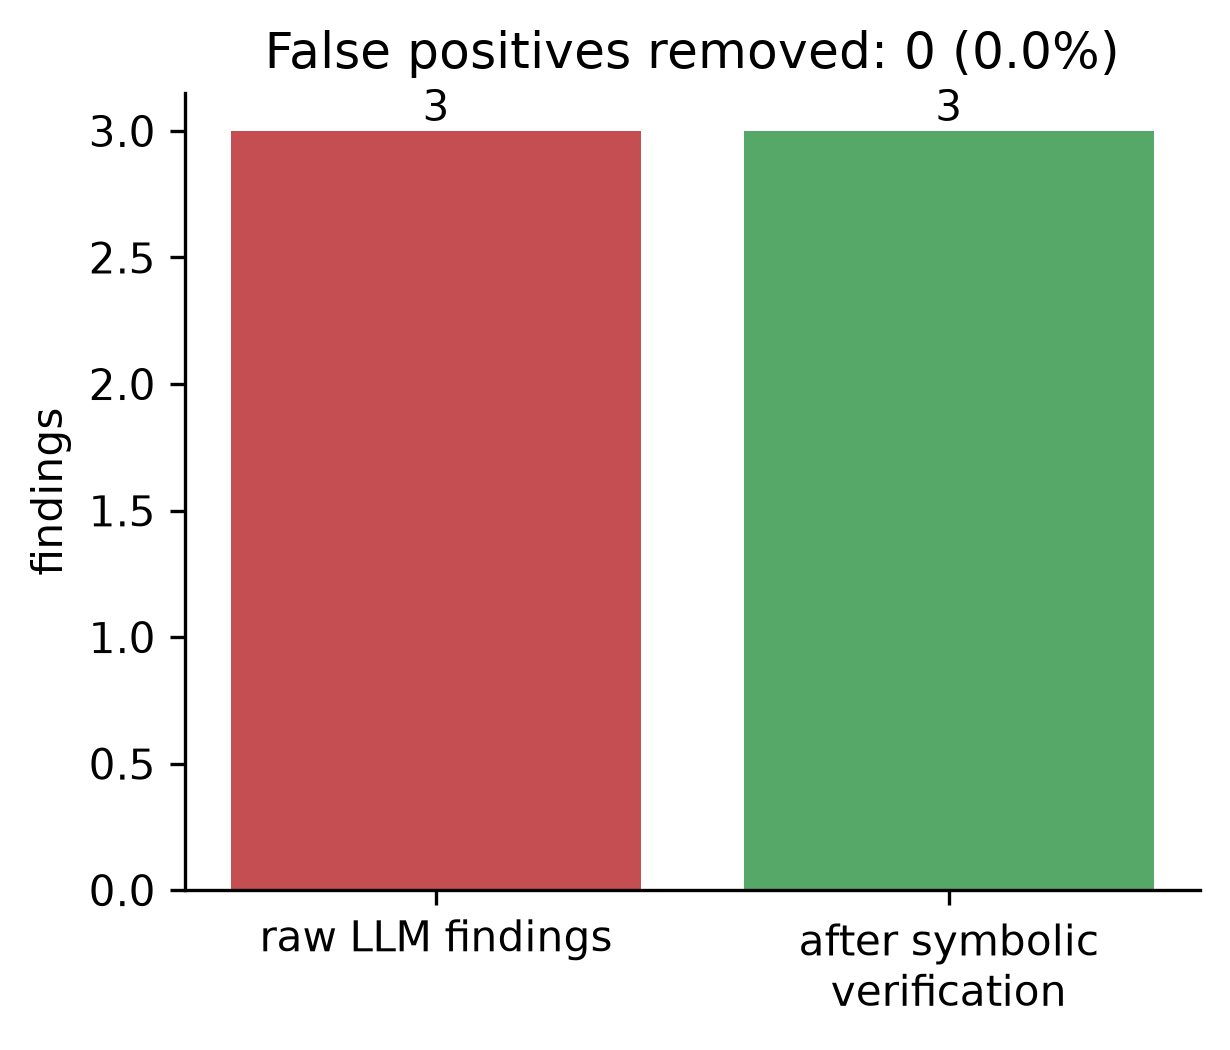 False positives removed: 0 (0.0%)
3
3
3.0
2.5
2.0
1.5
1.0
0.5
0.0
findings
raw LLM findings
after symbolic
verification